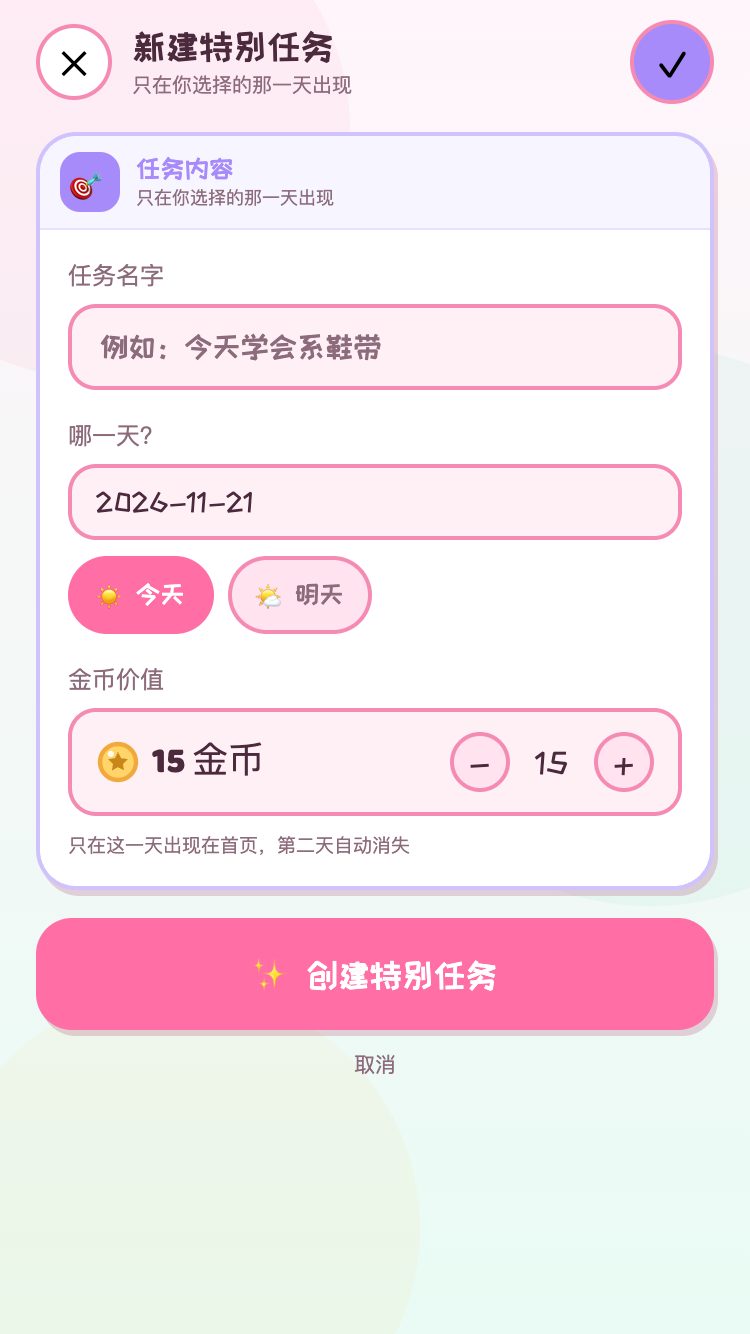 新建特别任务
只在你选择的那一天出现
任务内容
只在你选择的那一天出现
任务名字
例如：今天学会系鞋带
哪一天?
2026-11-21
今天
明天
金币价值
15 金币
− 15 +
只在这一天出现在首页，第二天自动消失
创建特别任务
取消